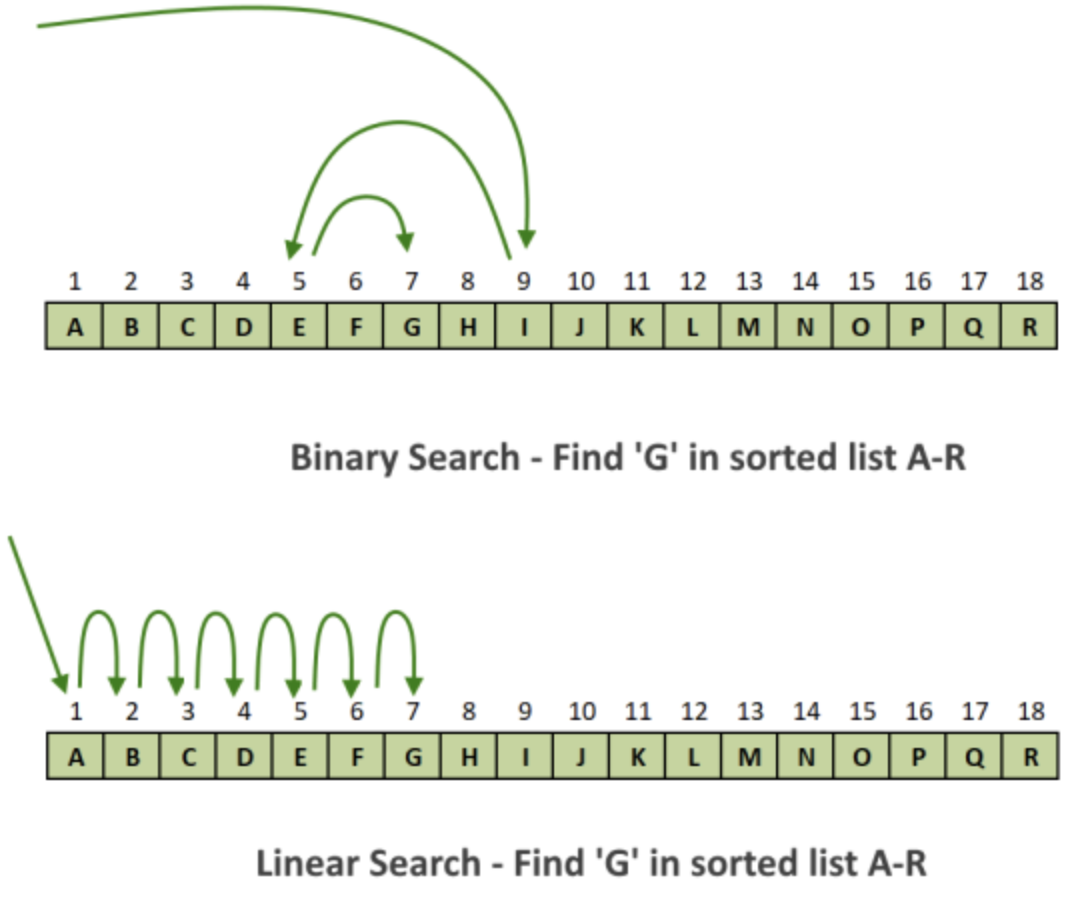 1 2 3 4 5 6 7 8 9 10 11 12 13 14 15 16 17 18
A B C D E F G H I J K L M N O P Q R
Binary Search - Find 'G' in sorted list A-R
1 2 3 4 5 6 7 8 9 10 11 12 13 14 15 16 17 18
A B C D E F G H I J K L M N O P Q R
Linear Search - Find 'G' in sorted list A-R